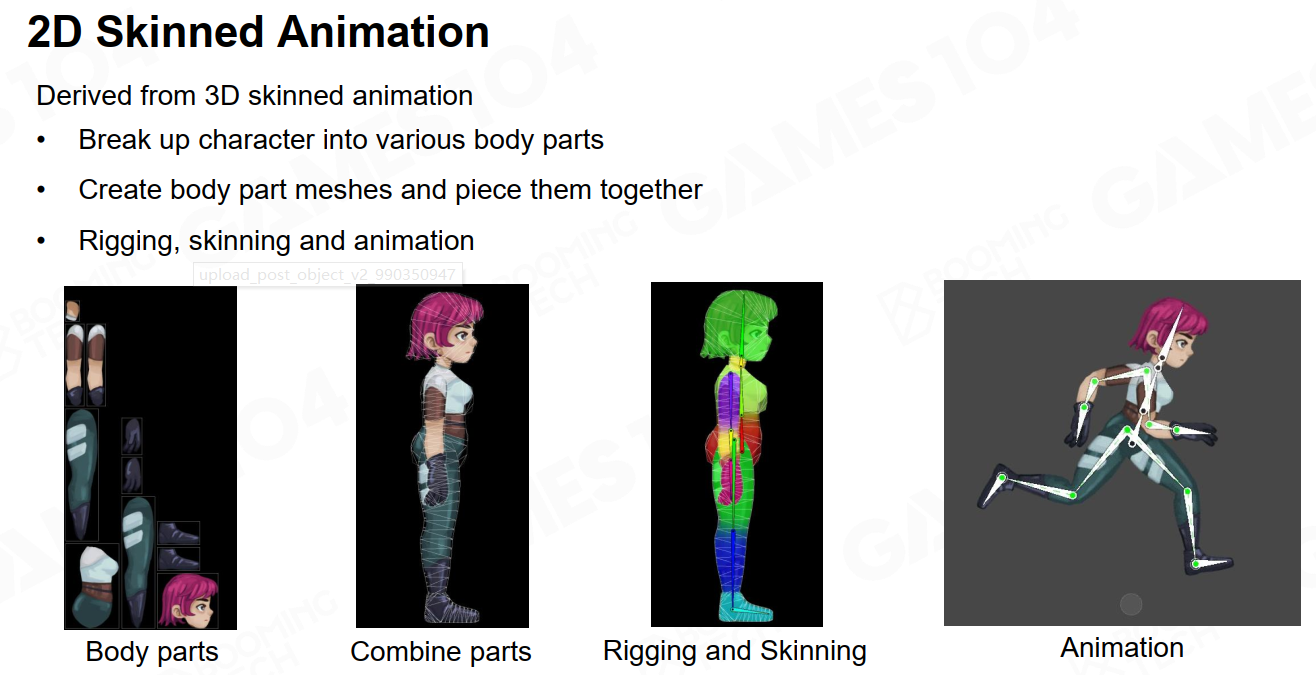 2D Skinned Animation
Derived from 3D skinned animation
• Break up character into various body parts
• Create body part meshes and piece them together
• Rigging, skinning and animation
upload_post_object_v2_990350947
Body parts
Combine parts
Rigging and Skinning
Animation
GAMES 104
BOOMING
TECH